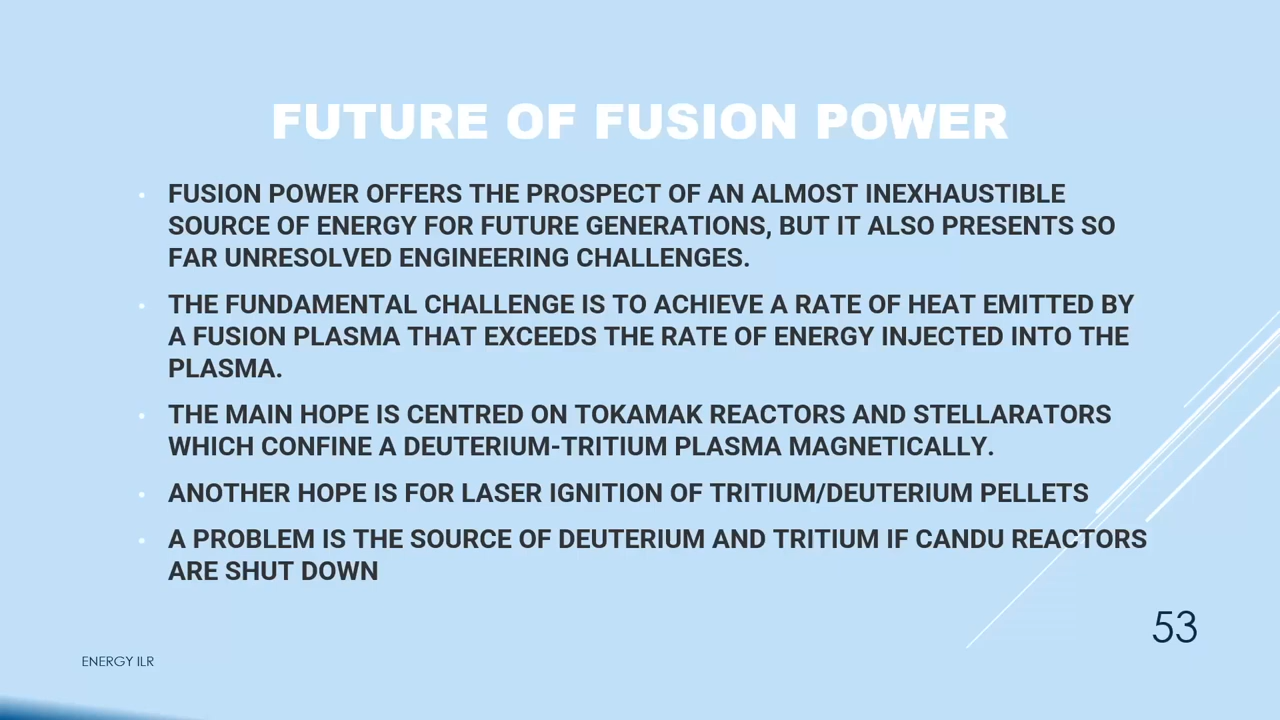 FUTURE OF FUSION POWER
FUSION POWER OFFERS THE PROSPECT OF AN ALMOST INEXHAUSTIBLE
SOURCE OF ENERGY FOR FUTURE GENERATIONS, BUT IT ALSO PRESENTS SO
FAR UNRESOLVED ENGINEERING CHALLENGES.
THE FUNDAMENTAL CHALLENGE IS TO ACHIEVE A RATE OF HEAT EMITTED BY
A FUSION PLASMA THAT EXCEEDS THE RATE OF ENERGY INJECTED INTO THE
PLASMA.
THE MAIN HOPE IS CENTRED ON TOKAMAK REACTORS AND STELLARATORS
WHICH CONFINE A DEUTERIUM-TRITIUM PLASMA MAGNETICALLY.
ANOTHER HOPE IS FOR LASER IGNITION OF TRITIUM/DEUTERIUM PELLETS
A PROBLEM IS THE SOURCE OF DEUTERIUM AND TRITIUM IF CANDU REACTORS
ARE SHUT DOWN
53
ENERGY ILR